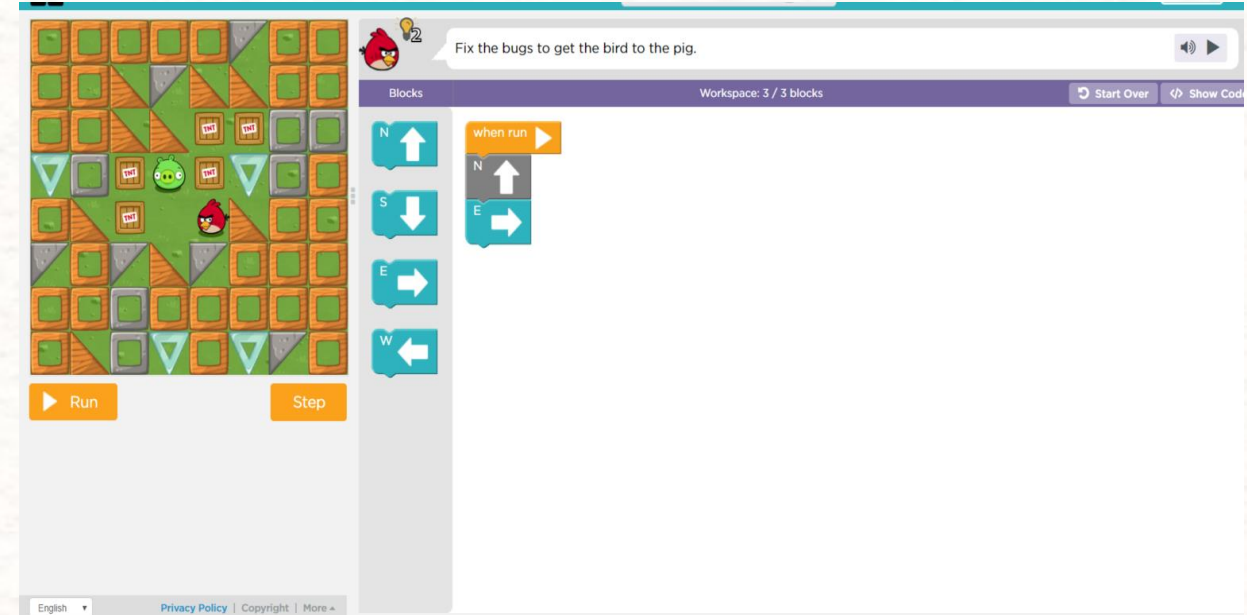 2
Fix the bugs to get the bird to the pig.
Blocks
Workspace: 3 / 3 blocks
Start Over
</> Show Code
N
when run
N
TNT TNT
TNT TNT
TNT
S
E
E
W
Run
Step
English
Privacy Policy | Copyright | More